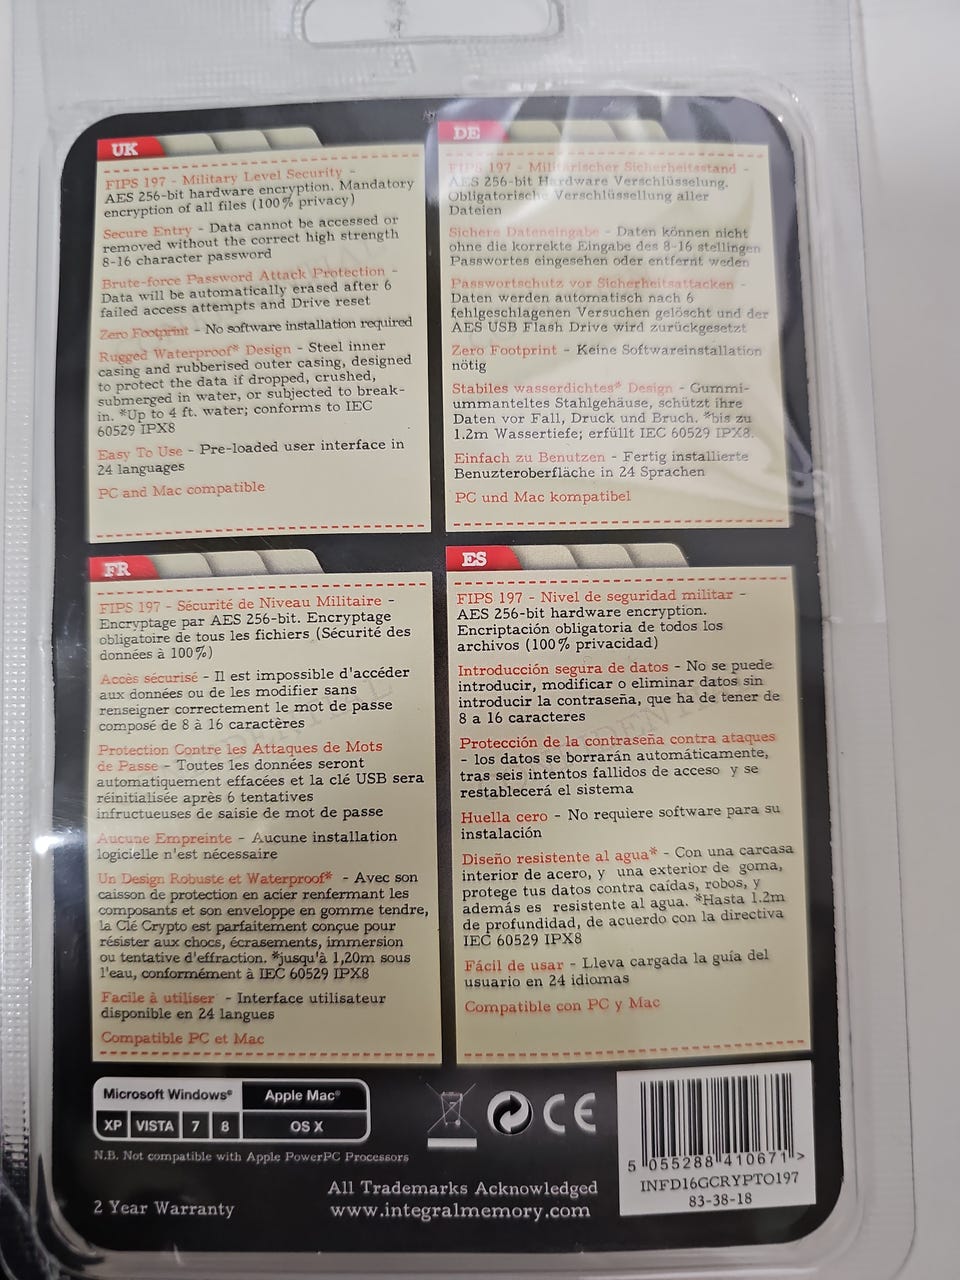 UK
FIPS 197 - Military Level Security -
AES 256-bit hardware encryption. Mandatory
encryption of all files (100% privacy)
Secure Entry - Data cannot be accessed or
removed without the correct high strength
8-16 character password
Brute-force Password Attack Protection -
Data will be automatically erased after 6
failed access attempts and Drive reset
Zero Footprint - No software installation required
Rugged Waterproof* Design - Steel inner
casing and rubberised outer casing, designed
to protect the data if dropped, crushed,
submerged in water, or subjected to break-
in. *Up to 4 ft. water; conforms to IEC
60529 IPX8
Easy To Use - Pre-loaded user interface in
24 languages
PC and Mac compatible
DE
FIPS 197 - Militärischer Sicherheitsstand -
AES 256-bit Hardware Verschlüsselung.
Obligatorische Verschlüssellung aller
Dateien
Sichere Dateneingabe - Daten können nicht
ohne die korrekte Eingabe des 8-16 stellingen
Passwortes eingesehen oder entfernt weden
Passwortschutz vor Sicherheitsattacken -
Daten werden automatisch nach 6
fehlgeschlagenen Versuchen gelöscht und der
AES USB Flash Drive wird zurückgesetzt
Zero Footprint - Keine Softwareinstallation
nötig
Stabiles wasserdichtes* Design - Gummi-
ummanteltes Stahlgehäuse, schützt ihre
Daten vor Fall, Druck und Bruch. *bis zu
1.2m Wassertiefe; erfüllt IEC 60529 IPX8.
Einfach zu Benutzen - Fertig installierte
Benuzteroberfläche in 24 Sprachen
PC und Mac kompatibel
FR
FIPS 197 - Sécurité de Niveau Militaire -
Encryptage par AES 256-bit. Encryptage
obligatoire de tous les fichiers (Sécurité des
données à 100%)
Accès sécurisé - Il est impossible d'accéder
aux données ou de les modifier sans
renseigner correctement le mot de passe
composé de 8 à 16 caractères
Protection Contre les Attaques de Mots
de Passe - Toutes les données seront
automatiquement effacées et la clé USB sera
réinitialisée après 6 tentatives
infructueuses de saisie de mot de passe
Aucune Empreinte - Aucune installation
logicielle n'est nécessaire
Un Design Robuste et Waterproof* - Avec son
caisson de protection en acier renfermant les
composants et son enveloppe en gomme tendre,
la Clé Crypto est parfaitement conçue pour
résister aux chocs, écrasements, immersion
ou tentative d'effraction. *jusqu'à 1,20m sous
l'eau, conformément à IEC 60529 IPX8
Facile à utiliser - Interface utilisateur
disponible en 24 langues
Compatible PC et Mac
ES
FIPS 197 - Nivel de seguridad militar -
AES 256-bit hardware encryption.
Encriptación obligatoria de todos los
archivos (100% privacidad)
Introducción segura de datos - No se puede
introducir, modificar o eliminar datos sin
introducir la contraseña, que ha de tener de
8 a 16 caracteres
Protección de la contraseña contra ataques
- los datos se borrarán automáticamente,
tras seis intentos fallidos de acceso y se
restablecerá el sistema
Huella cero - No requiere software para su
instalación
Diseño resistente al agua* - Con una carcasa
interior de acero, y una exterior de goma,
protege tus datos contra caídas, robos, y
además es resistente al agua. *Hasta 1.2m
de profundidad, de acuerdo con la directiva
IEC 60529 IPX8
Fácil de usar - Lleva cargada la guía del
usuario en 24 idiomas
Compatible con PC y Mac
Microsoft Windows® Apple Mac®
XP VISTA 7 8 OS X
N.B. Not compatible with Apple PowerPC Processors
CE
5 055288 410671 >
INFD16GCRYPTO197
83-38-18
All Trademarks Acknowledged
2 Year Warranty www.integralmemory.com